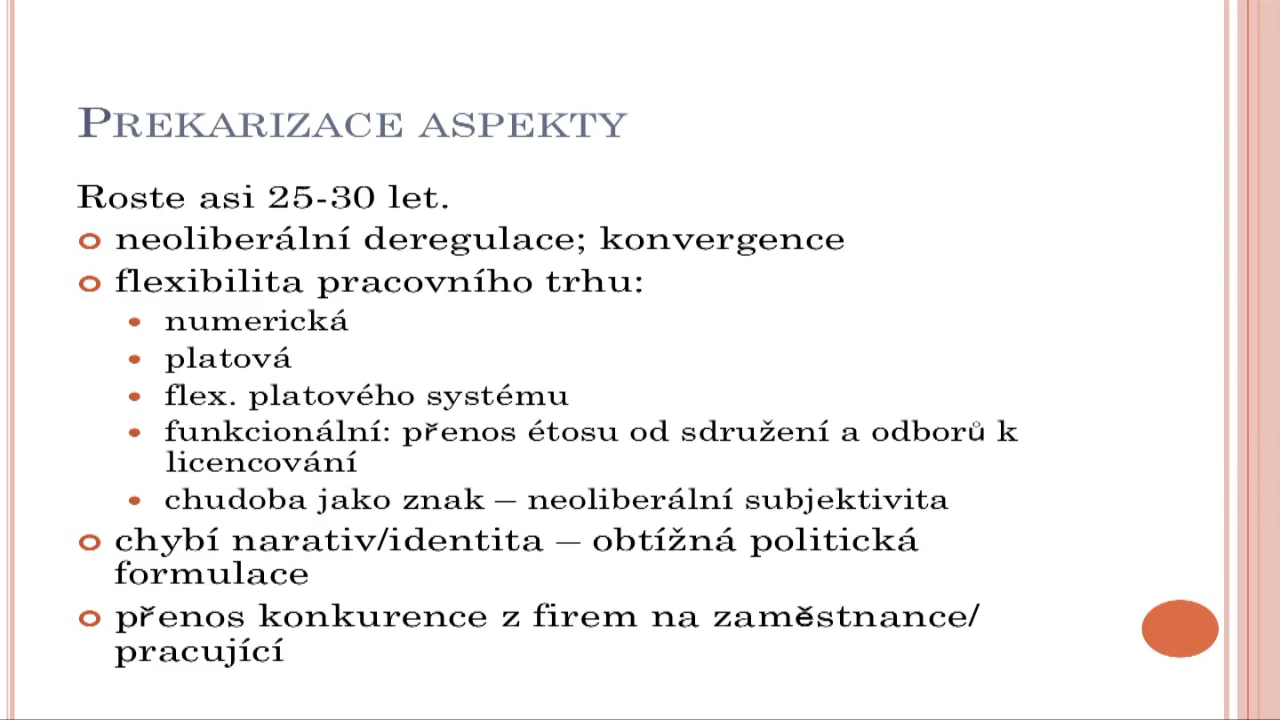 PREKARIZACE ASPEKTY
Roste asi 25-30 let.
neoliberální deregulace; konvergence
flexibilita pracovního trhu:
numerická
platová
flex. platového systému
funkcionální: přenos étosu od sdružení a odborů k
licencování
chudoba jako znak – neoliberální subjektivita
chybí narativ/identita – obtížná politická
formulace
přenos konkurence z firem na zaměstnance/
pracující